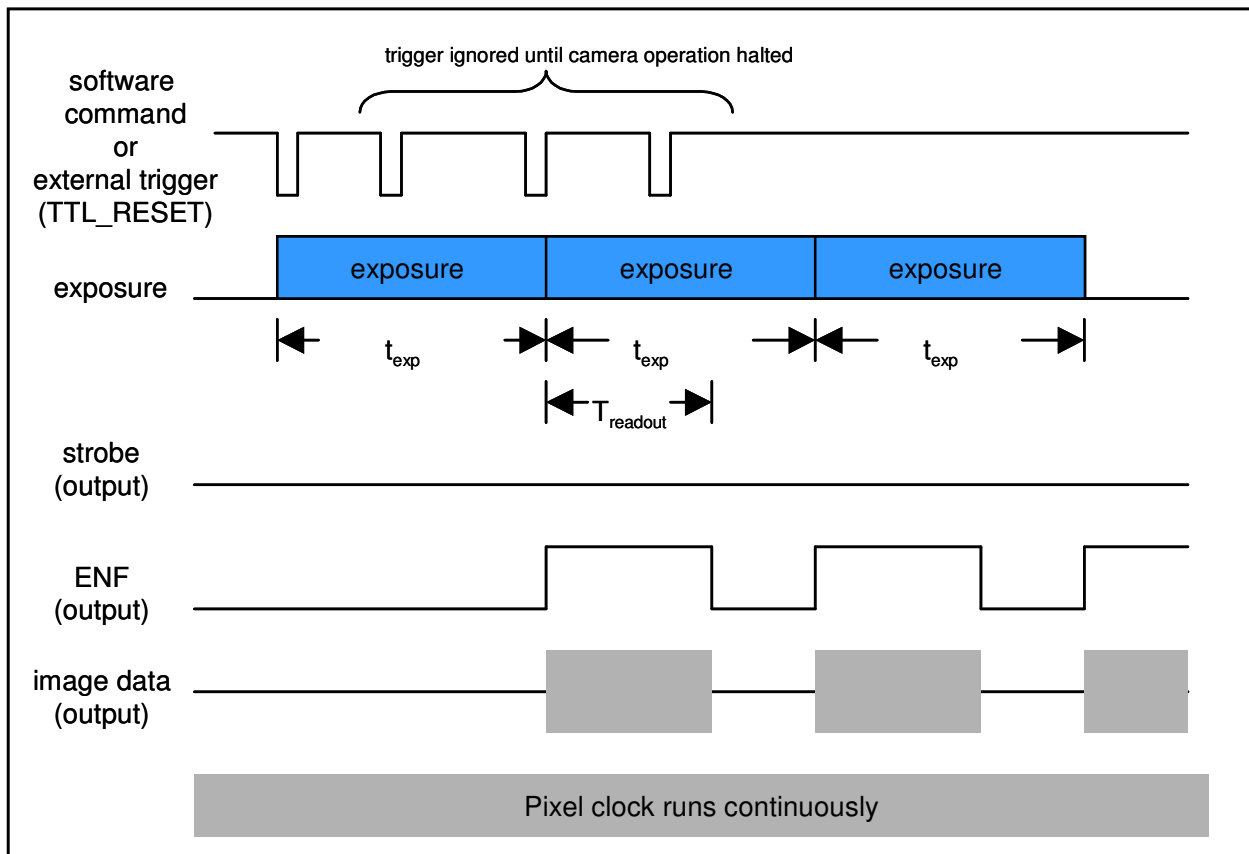 trigger ignored until camera operation halted
software
command
or
external trigger
(TTL_RESET)
exposure
exposure
exposure
exposure
texp
texp
texp
Treadout
strobe
(output)
ENF
(output)
image data
(output)
Pixel clock runs continuously